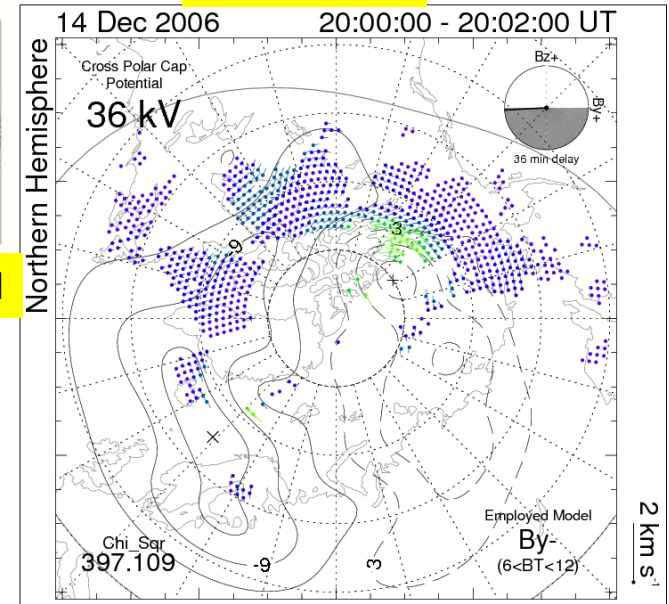 14 Dec 2006 20:00:00 - 20:02:00 UT
Northern Hemisphere
Cross Polar Cap
Potential
36 kV
Bz+
By+
36 min delay
3
-9
Employed Model
By-
(6<BT<12)
Chi_Sqr
397.109
-9
3
2 km s-1